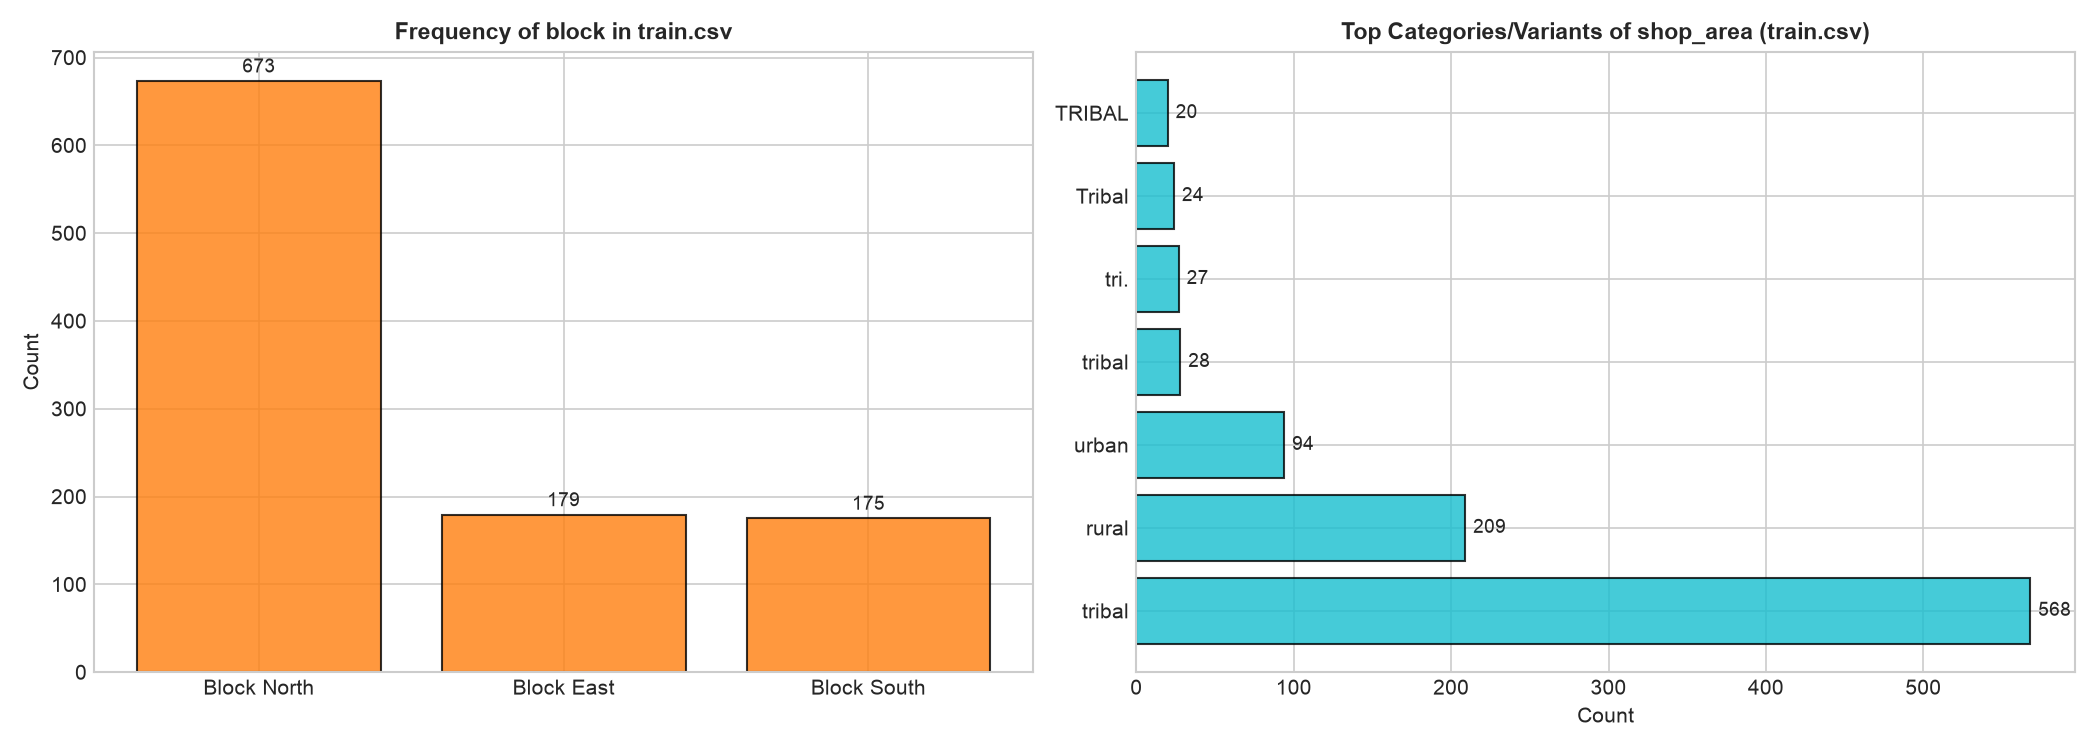 Frequency of block in train.csv
Count
700
600
500
400
300
200
100
0
673
179
175
Block North
Block East
Block South
Top Categories/Variants of shop_area (train.csv)
TRIBAL 20
Tribal 24
tri. 27
tribal 28
urban 94
rural 209
tribal 568
0 100 200 300 400 500
Count